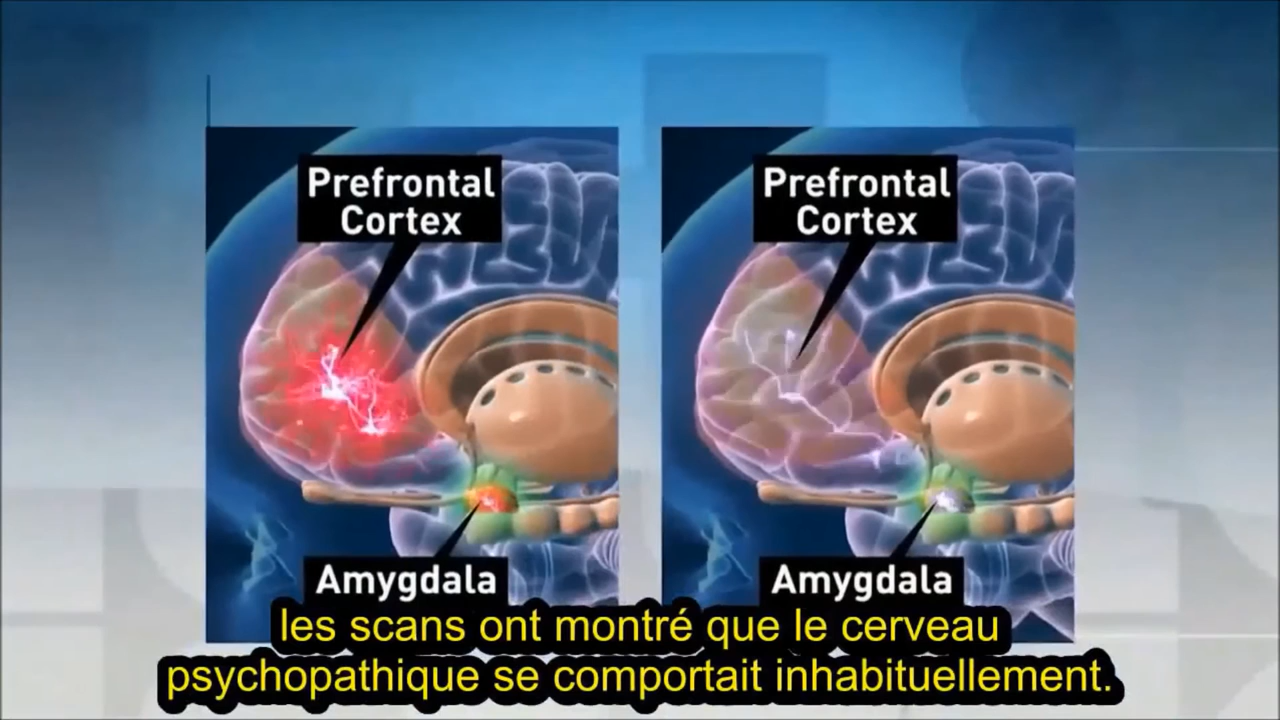 Prefrontal
Cortex
Prefrontal
Cortex
Amygdala
Amygdala
les scans ont montré que le cerveau
psychopathique se comportait inhabituellement.